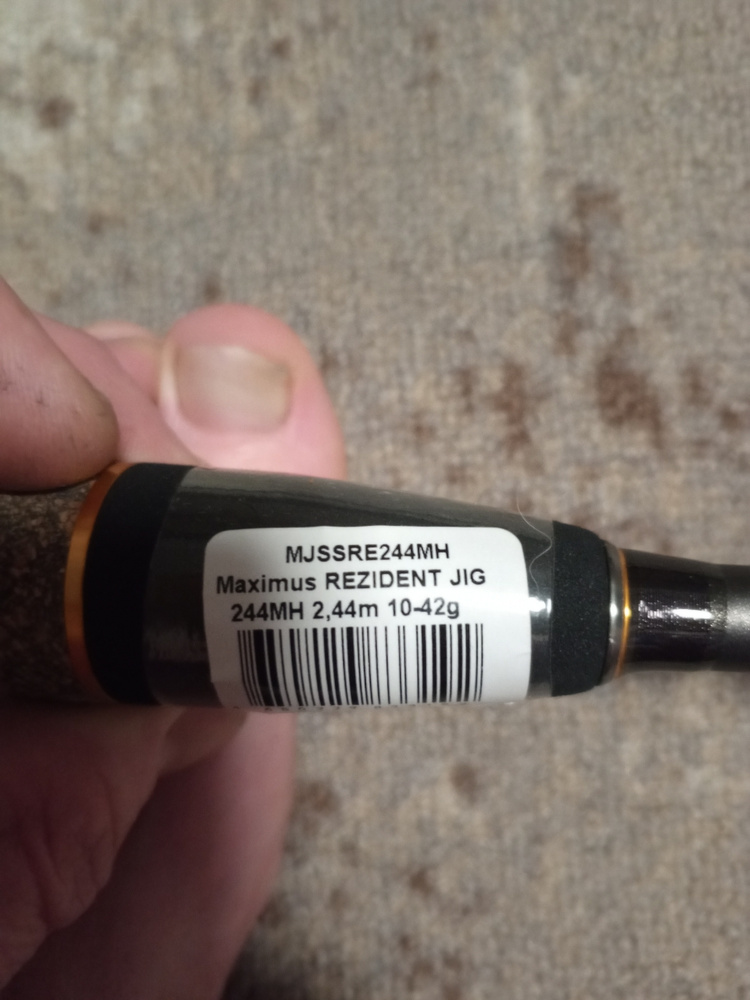 MJSSRE244MH
Maximus REZIDENT JIG
244MH 2,44m 10-42g